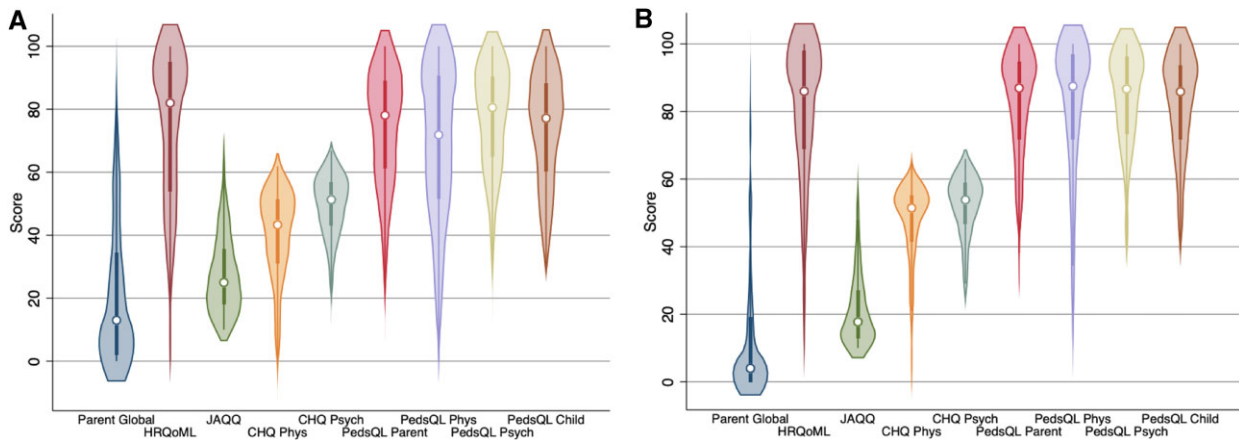 A
Score
100
80
60
40
20
0
Parent Global
HRQoML
JAQQ
CHQ Phys
CHQ Psych
PedsQL Parent
PedsQL Phys
PedsQL Psych
PedsQL Child
B
Score
100
80
60
40
20
0
Parent Global
HRQoML
JAQQ
CHQ Phys
CHQ Psych
PedsQL Parent
PedsQL Phys
PedsQL Psych
PedsQL Child